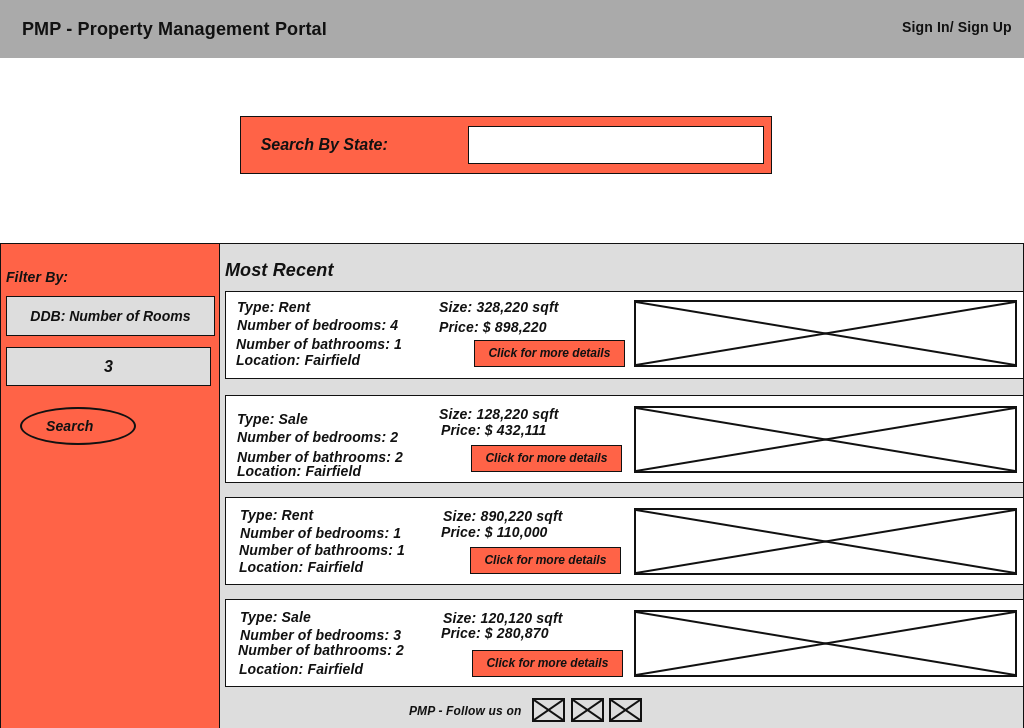 PMP - Property Management Portal
Sign In/ Sign Up
Search By State:
Filter By:
DDB: Number of Rooms
3
Search
Most Recent
Type: Rent
Number of bedrooms: 4
Number of bathrooms: 1
Location: Fairfield
Size: 328,220 sqft
Price: $ 898,220
Click for more details
Type: Sale
Number of bedrooms: 2
Number of bathrooms: 2
Location: Fairfield
Size: 128,220 sqft
Price: $ 432,111
Click for more details
Type: Rent
Number of bedrooms: 1
Number of bathrooms: 1
Location: Fairfield
Size: 890,220 sqft
Price: $ 110,000
Click for more details
Type: Sale
Number of bedrooms: 3
Number of bathrooms: 2
Location: Fairfield
Size: 120,120 sqft
Price: $ 280,870
Click for more details
PMP - Follow us on